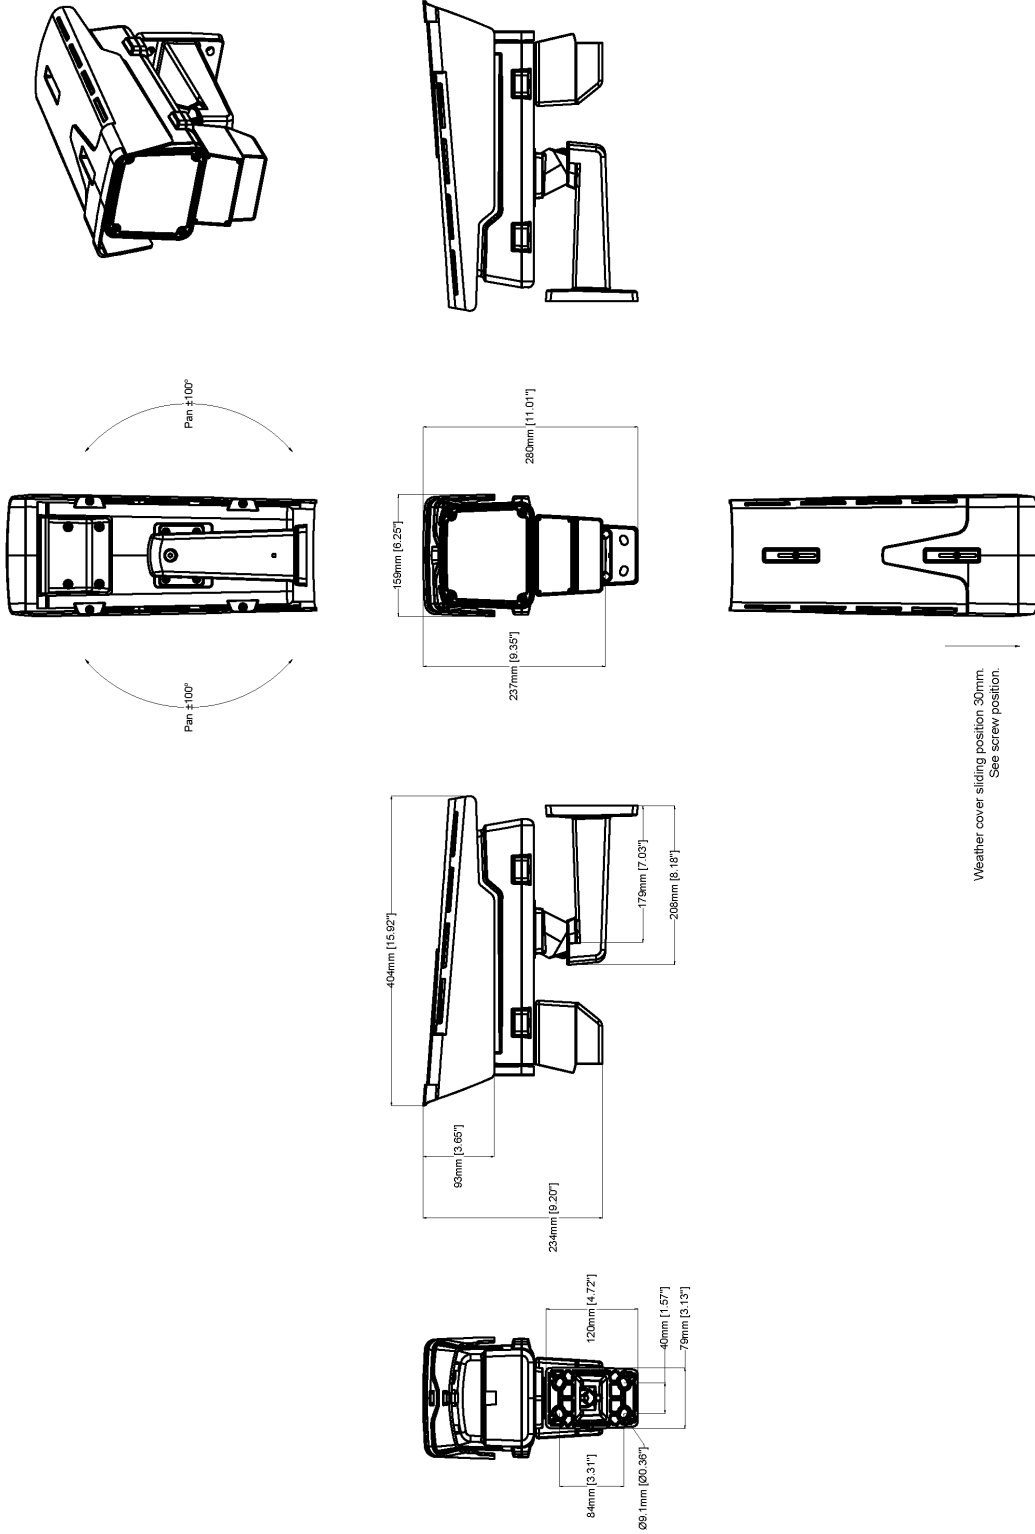 Pan ±100°
Pan ±100°
280mm [11.01"]
159mm [6.25"]
237mm [9.35"]
Weather cover sliding position 30mm.
See screw position.
404mm [15.92"]
179mm [7.03"]
208mm [8.18"]
93mm [3.65"]
234mm [9.20"]
120mm [4.72"]
40mm [1.57"]
79mm [3.13"]
84mm [3.31"]
Ø9.1mm [Ø0.36"]